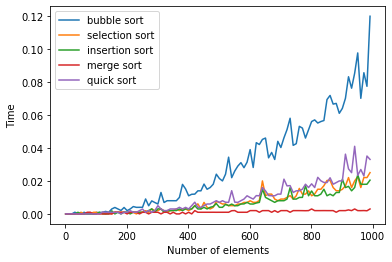 bubble sort
selection sort
insertion sort
merge sort
quick sort
0.12
0.10
0.08
0.06
0.04
0.02
0.00
Time
0 200 400 600 800 1000
Number of elements